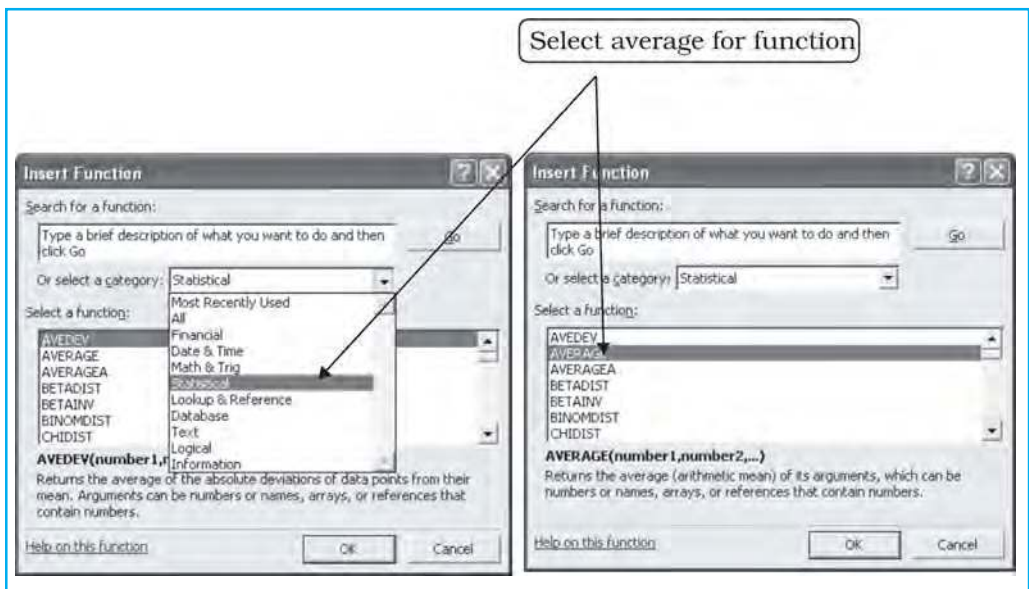 Select average for function
Insert Function
Search for a function:
Type a brief description of what you want to do and then
click Go
Go
Or select a category: Statistical
Most Recently Used
All
Financial
Date & Time
Math & Trig
Statistical
Lookup & Reference
Database
Text
Logical
Information
Select a function:
AVEDEV
AVERAGE
AVERAGEA
BETADIST
BETAINV
BINOMDIST
CHIDIST
AVEDEV(number1,
Returns the average of the absolute deviations of data points from their
mean. Arguments can be numbers or names, arrays, or references that
contain numbers.
Help on this function
OK
Cancel
Insert Function
Search for a function:
Type a brief description of what you want to do and then
click Go
Go
Or select a category: Statistical
Select a function:
AVEDEV
AVERAGE
AVERAGEA
BETADIST
BETAINV
BINOMDIST
CHIDIST
AVERAGE(number1,number2,...)
Returns the average (arithmetic mean) of its arguments, which can be
numbers or names, arrays, or references that contain numbers.
Help on this function
OK
Cancel